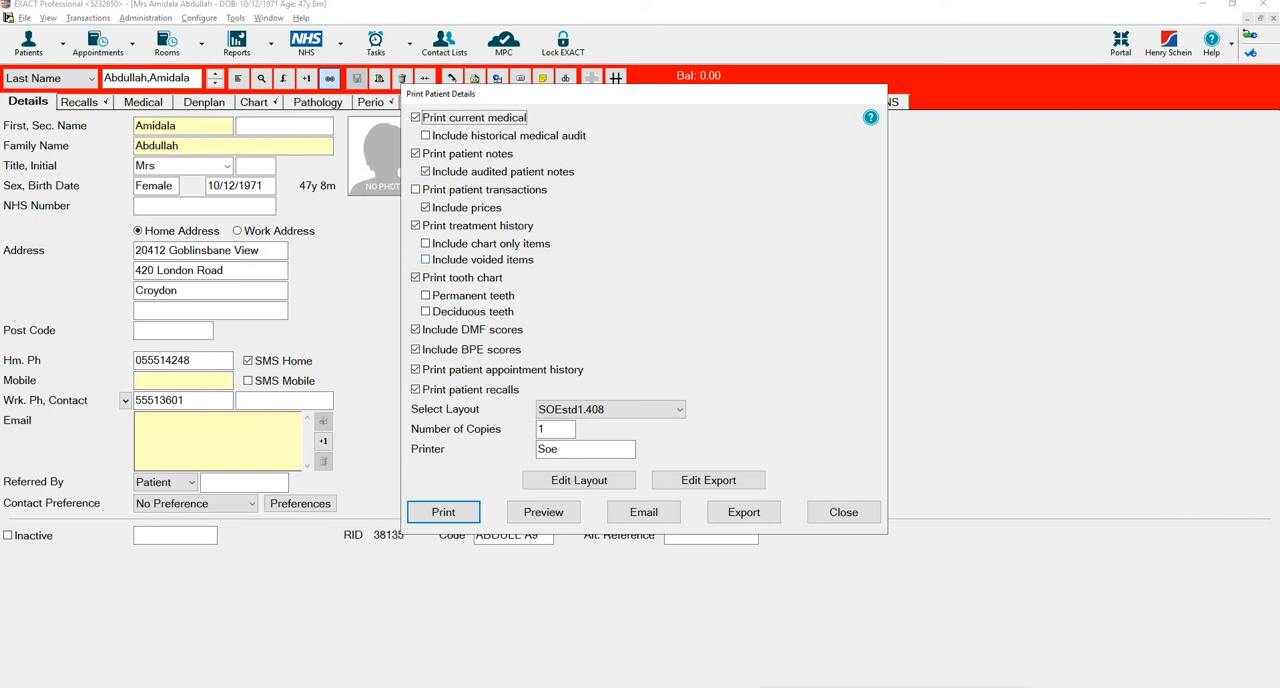 EXACT Professional <5232650> - [Mrs Amidala Abdullah - DOB: 10/12/1971 Age: 47y 8m]
File View Transactions Administration Configure Tools Window Help
Patients Appointments Rooms Reports NHS NHS Tasks Contact Lists MPC Lock EXACT Portal Henry Schein Help
Last Name Abdullah,Amidala £ +1 Bal: 0.00
Details Recalls √ Medical Denplan Chart √ Pathology Perio √ NS
Print Patient Details
First, Sec. Name Amidala
Family Name Abdullah
Title, Initial Mrs
Sex, Birth Date Female 10/12/1971 47y 8m
NO PHOT
NHS Number
Home Address Work Address
Address 20412 Goblinsbane View
420 London Road
Croydon
Post Code
Hm. Ph 055514248 SMS Home
Mobile SMS Mobile
Wrk. Ph, Contact 55513601
Email
+1
Referred By Patient
Contact Preference No Preference Preferences
Inactive RID 38135 Code ABDULL A9 Alt. Reference
Print current medical
Include historical medical audit
Print patient notes
Include audited patient notes
Print patient transactions
Include prices
Print treatment history
Include chart only items
Include voided items
Print tooth chart
Permanent teeth
Deciduous teeth
Include DMF scores
Include BPE scores
Print patient appointment history
Print patient recalls
Select Layout SOEstd1.408
Number of Copies 1
Printer Soe
Edit Layout Edit Export
Print Preview Email Export Close